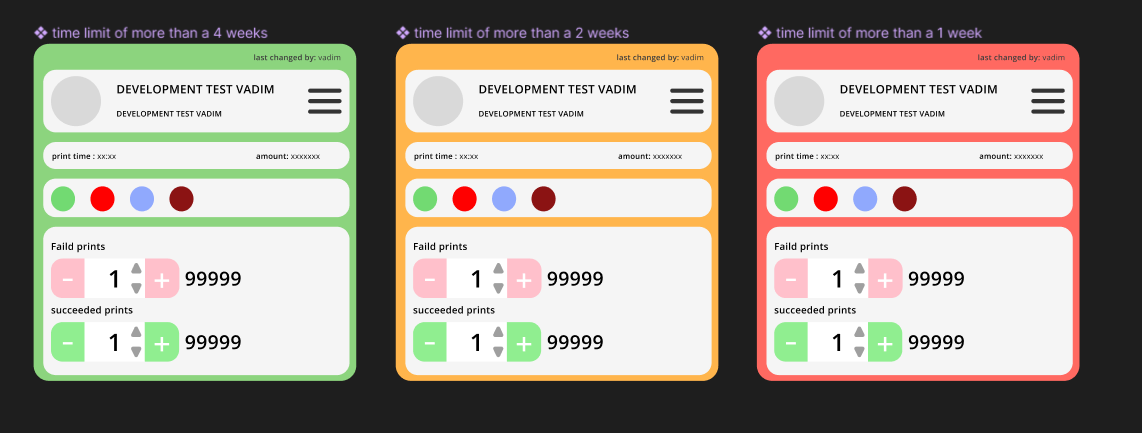 time limit of more than a 4 weeks
last changed by: vadim
DEVELOPMENT TEST VADIM
DEVELOPMENT TEST VADIM
print time : xx:xx amount: xxxxxxx
Faild prints
- 1 + 99999
succeeded prints
- 1 + 99999
time limit of more than a 2 weeks
last changed by: vadim
DEVELOPMENT TEST VADIM
DEVELOPMENT TEST VADIM
print time : xx:xx amount: xxxxxxx
Faild prints
- 1 + 99999
succeeded prints
- 1 + 99999
time limit of more than a 1 week
last changed by: vadim
DEVELOPMENT TEST VADIM
DEVELOPMENT TEST VADIM
print time : xx:xx amount: xxxxxxx
Faild prints
- 1 + 99999
succeeded prints
- 1 + 99999